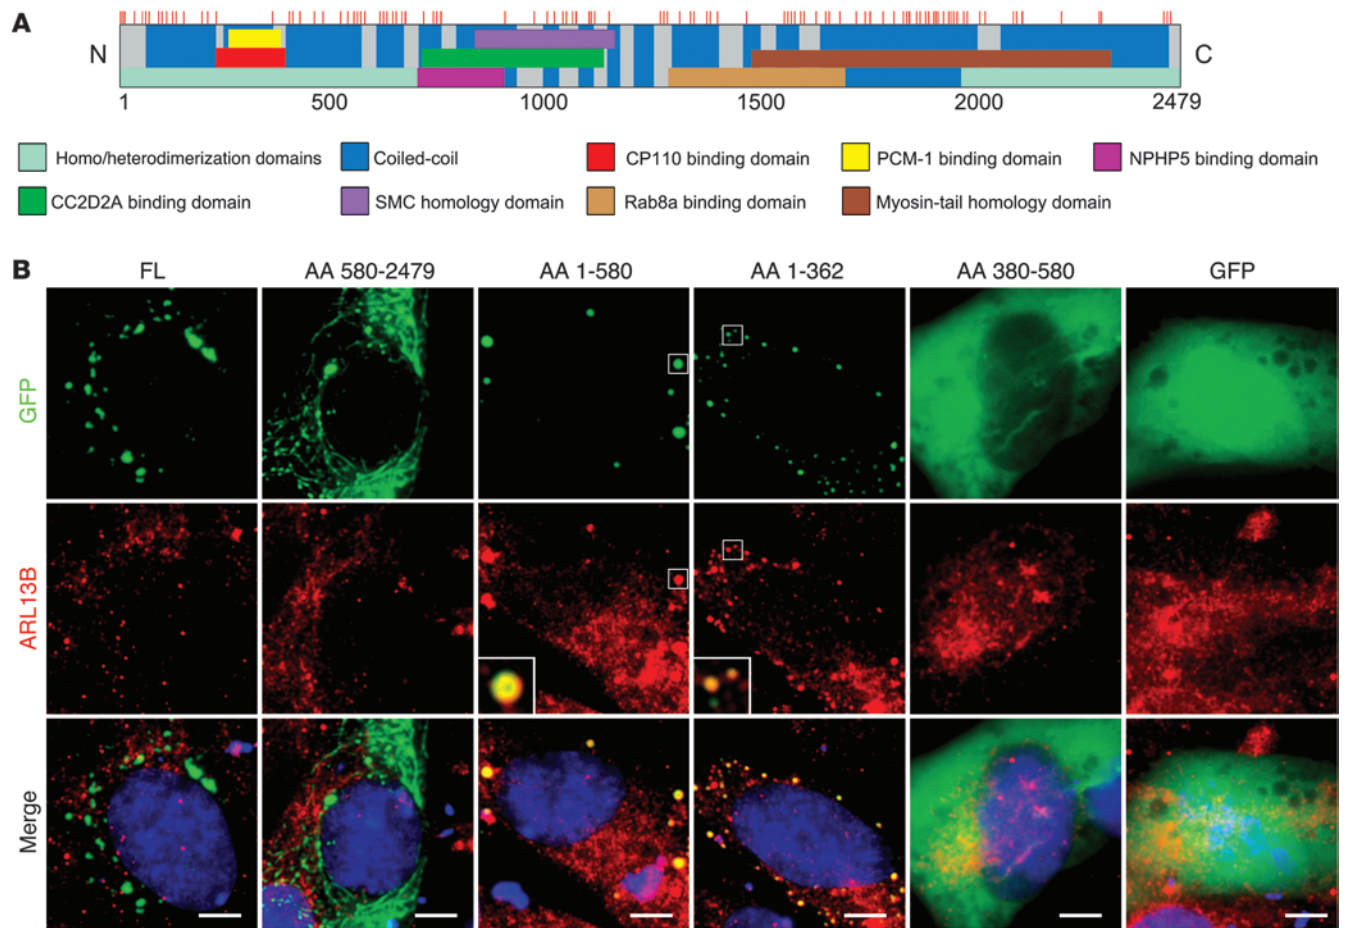 A
N
C
1 500 1000 1500 2000 2479
Homo/heterodimerization domains Coiled-coil CP110 binding domain PCM-1 binding domain NPHP5 binding domain
CC2D2A binding domain SMC homology domain Rab8a binding domain Myosin-tail homology domain
B
FL AA 580-2479 AA 1-580 AA 1-362 AA 380-580 GFP
GFP
ARL13B
Merge